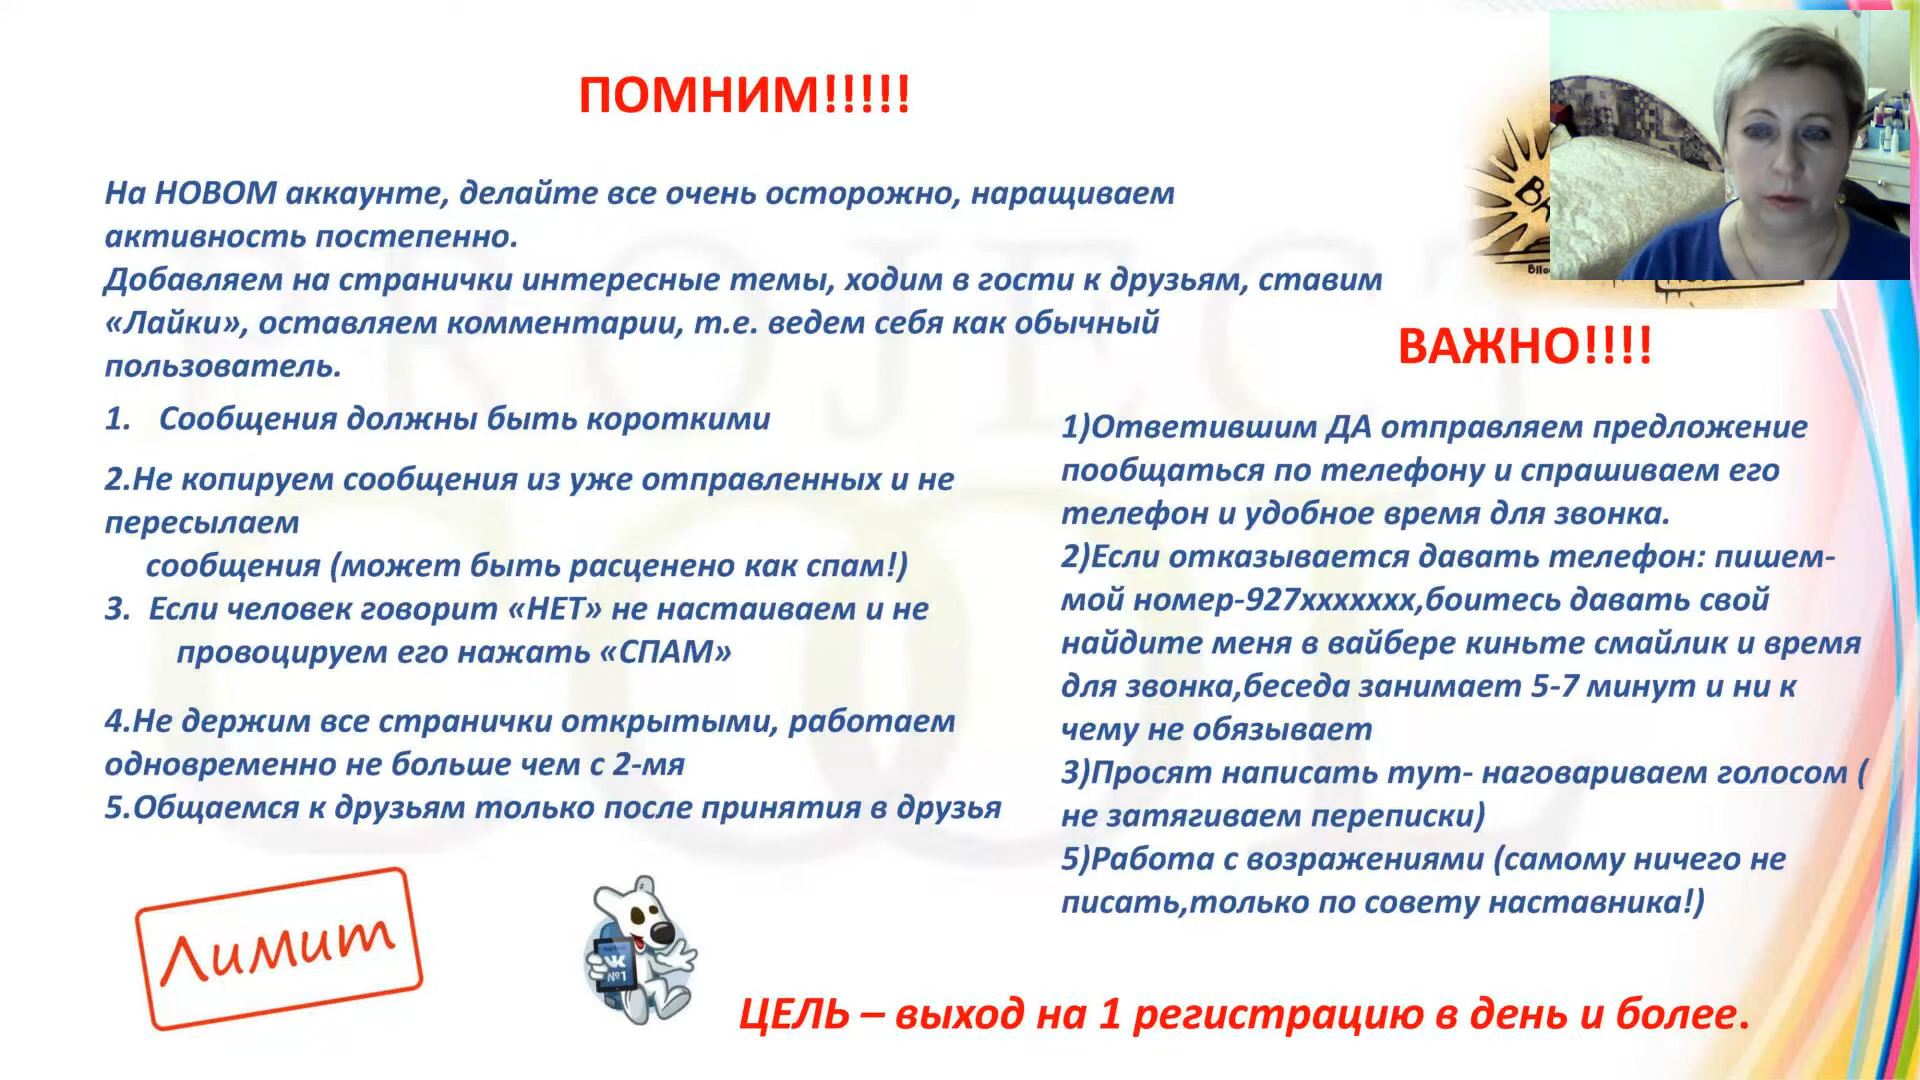 ПОМНИМ!!!!!
На НОВОМ аккаунте, делайте все очень осторожно, наращиваем
активность постепенно.
Добавляем на странички интересные темы, ходим в гости к друзьям, ставим
«Лайки», оставляем комментарии, т.е. ведем себя как обычный
пользователь.
1. Сообщения должны быть короткими
2.Не копируем сообщения из уже отправленных и не
пересылаем
сообщения (может быть расценено как спам!)
3. Если человек говорит «НЕТ» не настаиваем и не
провоцируем его нажать «СПАМ»
4.Не держим все странички открытыми, работаем
одновременно не больше чем с 2-мя
5.Общаемся к друзьям только после принятия в друзья
Лимит
VK
№1
ВАЖНО!!!!
1)Ответившим ДА отправляем предложение
пообщаться по телефону и спрашиваем его
телефон и удобное время для звонка.
2)Если отказывается давать телефон: пишем-
мой номер-927xxxxxxx,боитесь давать свой
найдите меня в вайбере киньте смайлик и время
для звонка,беседа занимает 5-7 минут и ни к
чему не обязывает
3)Просят написать тут- наговариваем голосом (
не затягиваем переписки)
5)Работа с возражениями (самому ничего не
писать,только по совету наставника!)
ЦЕЛЬ – выход на 1 регистрацию в день и более.
PROJECT
COOL